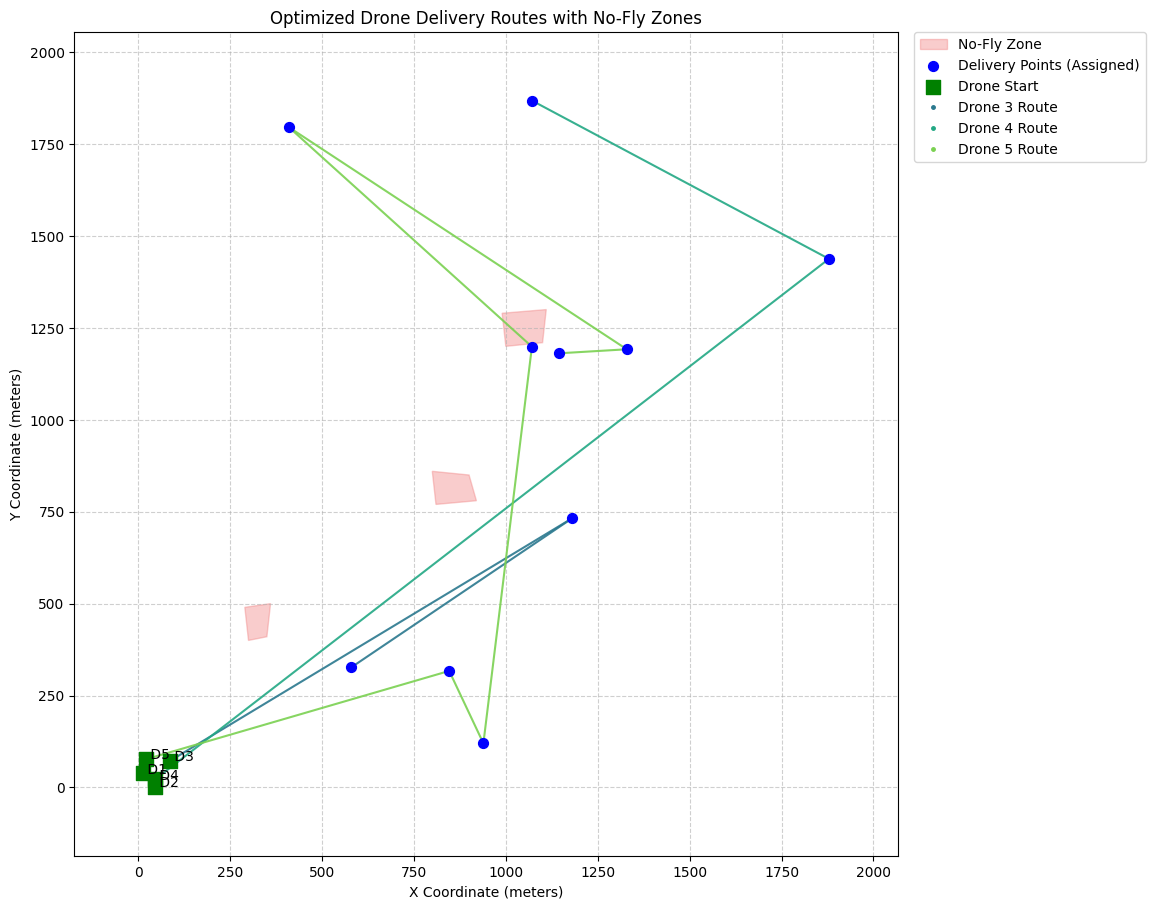 Optimized Drone Delivery Routes with No-Fly Zones
No-Fly Zone
Delivery Points (Assigned)
Drone Start
Drone 3 Route
Drone 4 Route
Drone 5 Route
Y Coordinate (meters)
2000
1750
1500
1250
1000
750
500
250
0
D5
D3
D1
D4
D2
0
250
500
750
1000
1250
1500
1750
2000
X Coordinate (meters)